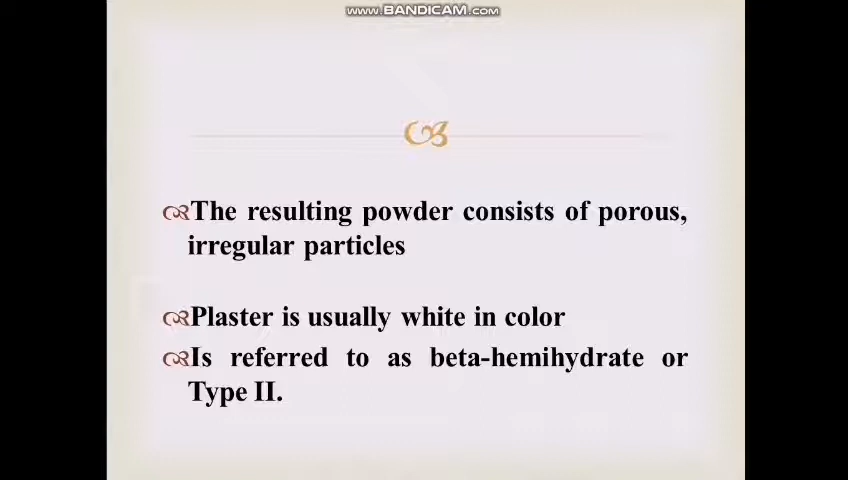 www.BANDICAM.com
The resulting powder consists of porous,
irregular particles
Plaster is usually white in color
Is referred to as beta-hemihydrate or
Type II.